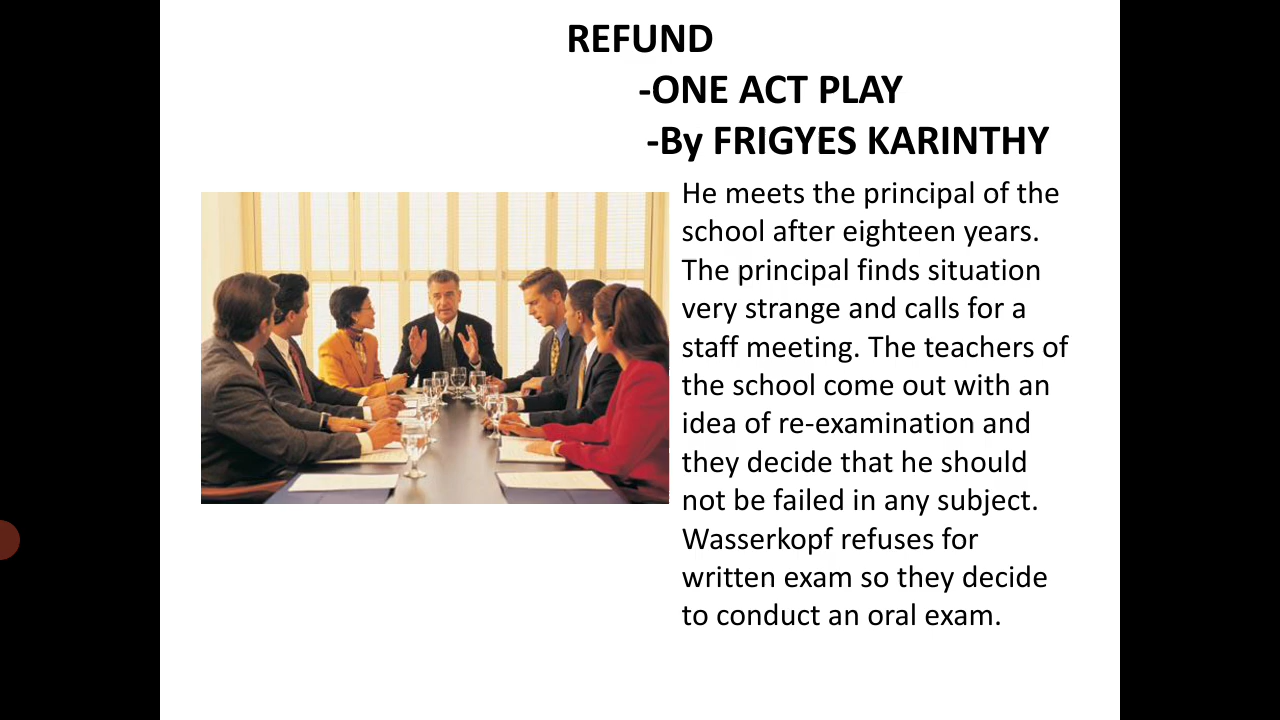 REFUND
-ONE ACT PLAY
-By FRIGYES KARINTHY
He meets the principal of the
school after eighteen years.
The principal finds situation
very strange and calls for a
staff meeting. The teachers of
the school come out with an
idea of re-examination and
they decide that he should
not be failed in any subject.
Wasserkopf refuses for
written exam so they decide
to conduct an oral exam.